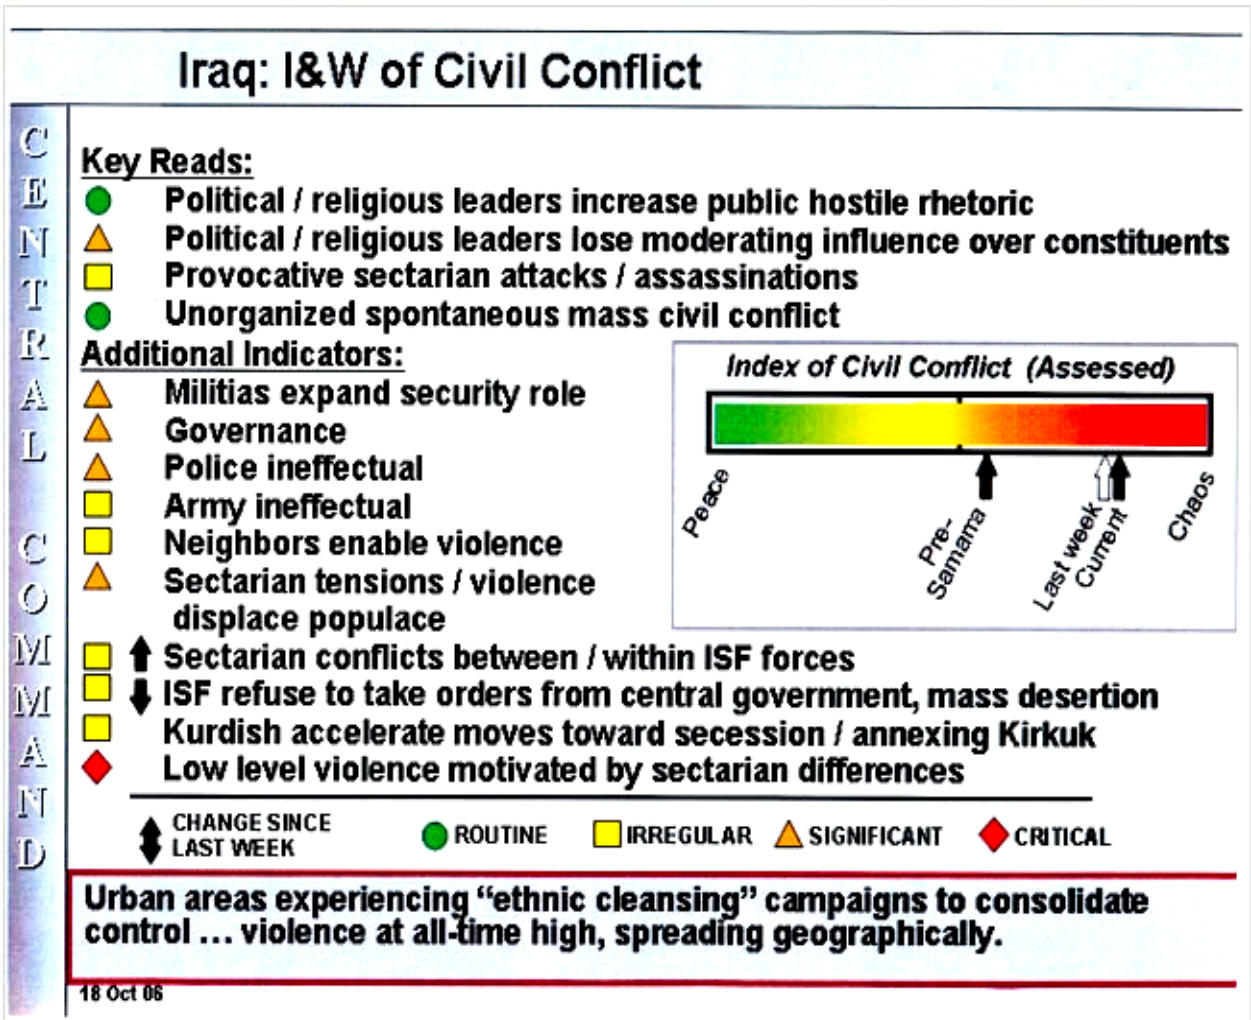 Iraq: I&W of Civil Conflict
CENTRAL COMMAND
Key Reads:
Political / religious leaders increase public hostile rhetoric
Political / religious leaders lose moderating influence over constituents
Provocative sectarian attacks / assassinations
Unorganized spontaneous mass civil conflict
Additional Indicators:
Militias expand security role
Governance
Police ineffectual
Army ineffectual
Neighbors enable violence
Sectarian tensions / violence
displace populace
Sectarian conflicts between / within ISF forces
ISF refuse to take orders from central government, mass desertion
Kurdish accelerate moves toward secession / annexing Kirkuk
Low level violence motivated by sectarian differences
Index of Civil Conflict (Assessed)
Peace
Pre-
Samarra
Last week
Current
Chaos
CHANGE SINCE
LAST WEEK
ROUTINE
IRREGULAR
SIGNIFICANT
CRITICAL
Urban areas experiencing “ethnic cleansing” campaigns to consolidate
control ... violence at all-time high, spreading geographically.
18 Oct 06